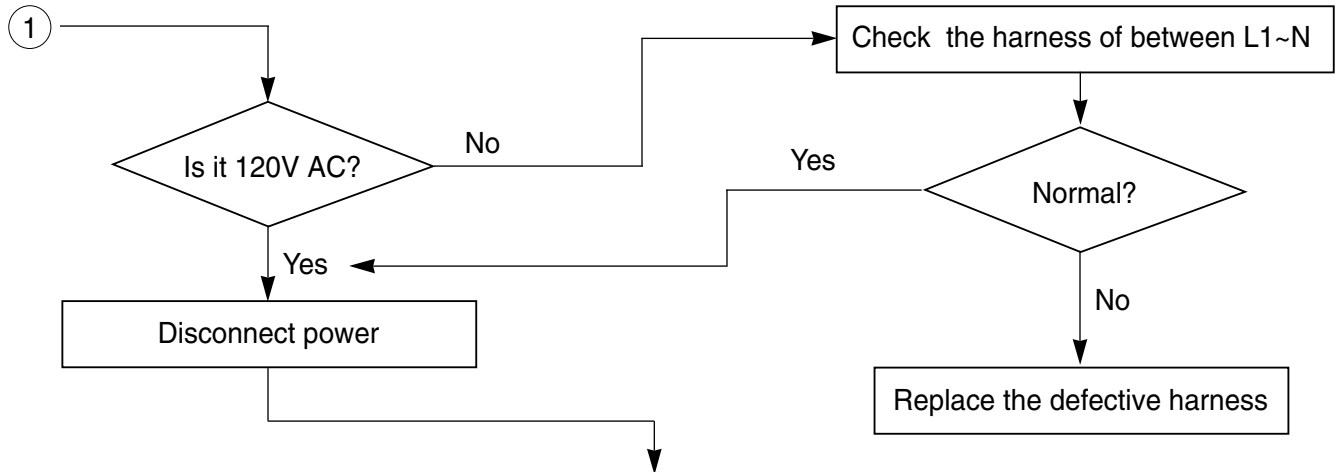 1
Check the harness of between L1~N
Is it 120V AC?
No
Yes
Normal?
Yes
No
Disconnect power
Replace the defective harness